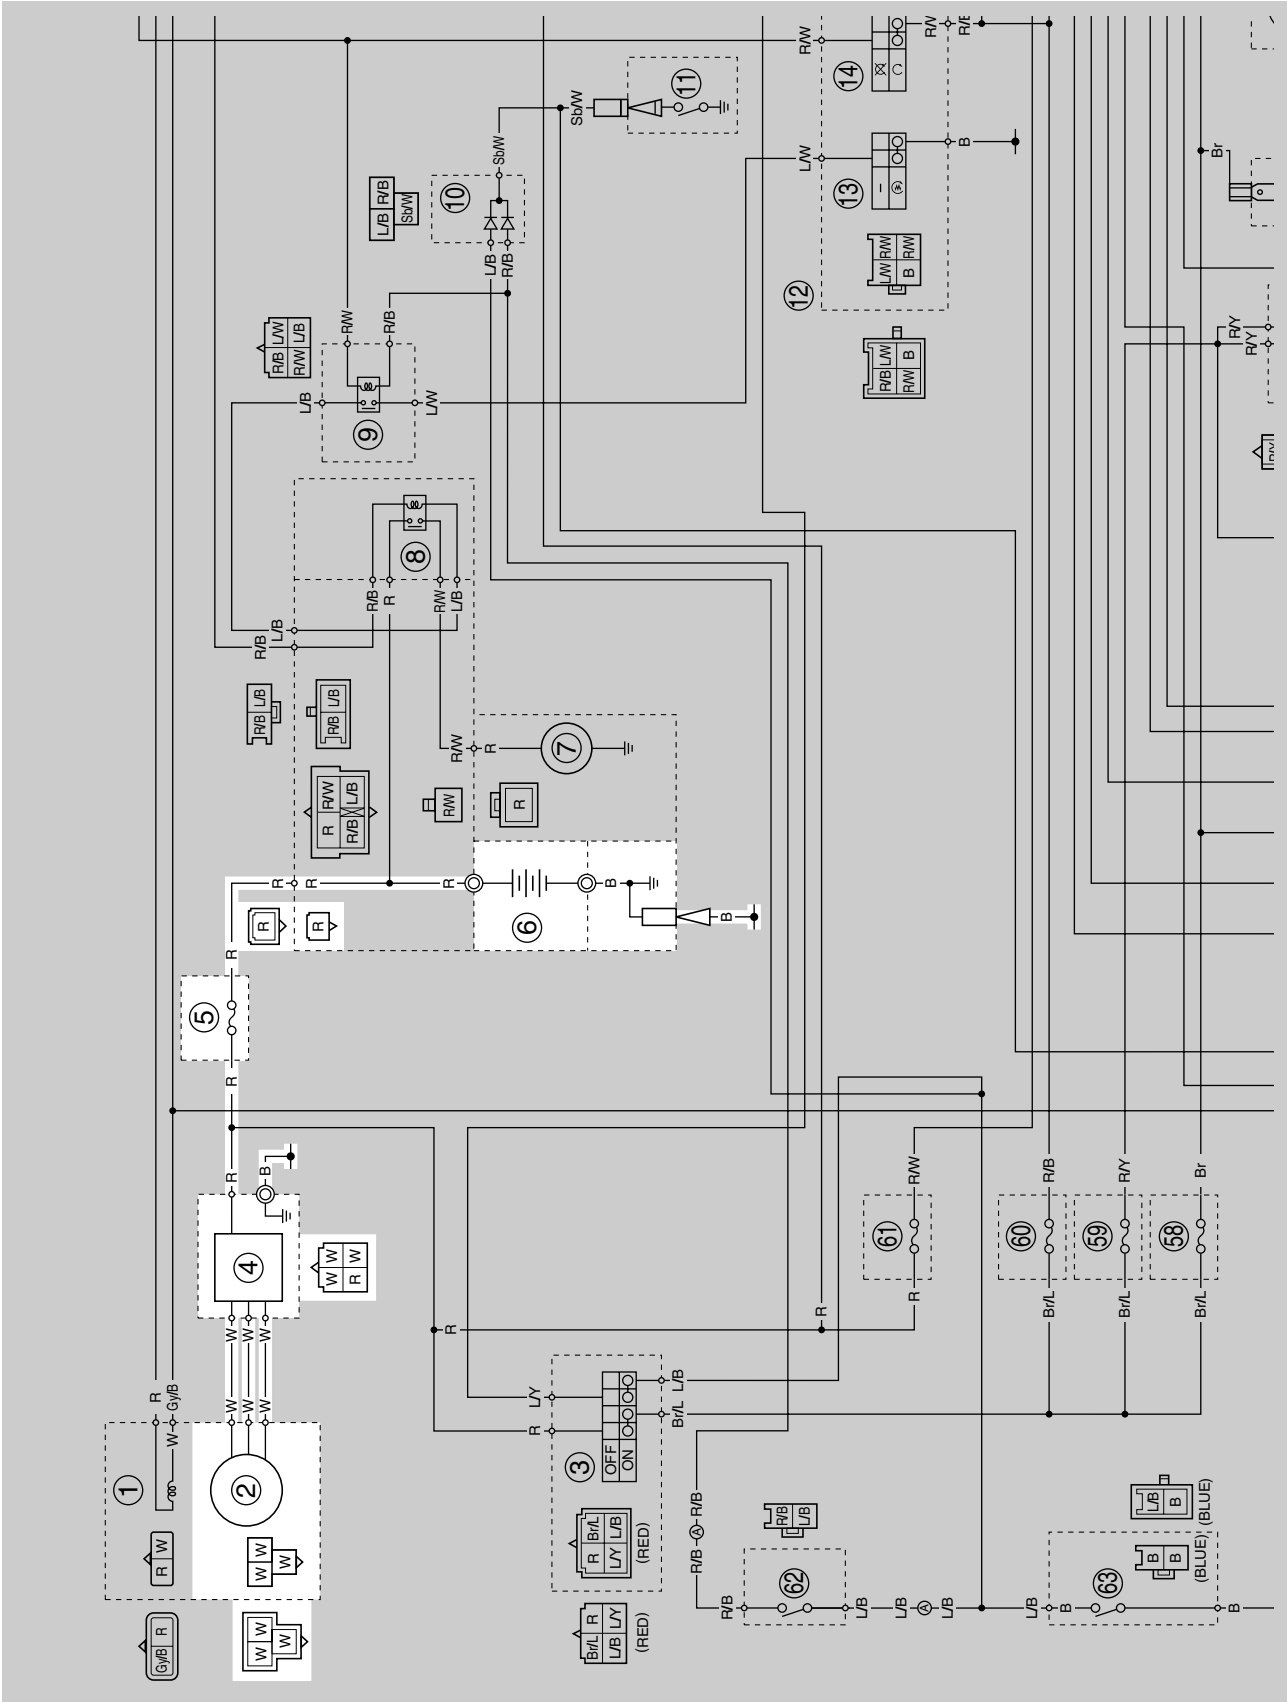 R/W
R/B
14
11
Sb/W
Sb/W
10
L/B R/B
Sb/W
L/W
B
13
Br
L/B
R/B
L/W R/W
B R/W
12
R/W
R/B
R/B L/W
R/W L/B
R/B L/W
R/W B
R/Y
R/Y
L/B
L/W
9
8
R/B
R
R/W
L/B
L/B
R/B
R/B L/B
R/B L/B
R/W
R
7
R R/W
R/B L/B
R/W
R
R
R
R
B
R
R
6
B
R
5
R
R
B
R/W
R/B
R/Y
Br
4
W W
R W
61
60
59
58
R
R
Br/L
Br/L
Br/L
W
W
W
R
R
Gy/B
W
W
W
W
L/Y
R
L/B
Br/L
1
2
3
OFF
ON
R/B
A
R/B
R W
W W
W
R Br/L
L/Y L/B
(RED)
R/B
L/B
L/B
B
(BLUE)
B
B
(BLUE)
62
63
R/B
L/B
L/B
A
L/B
L/B
B
B
Gy/B R
W W
W
Br/L R
L/B L/Y
(RED)